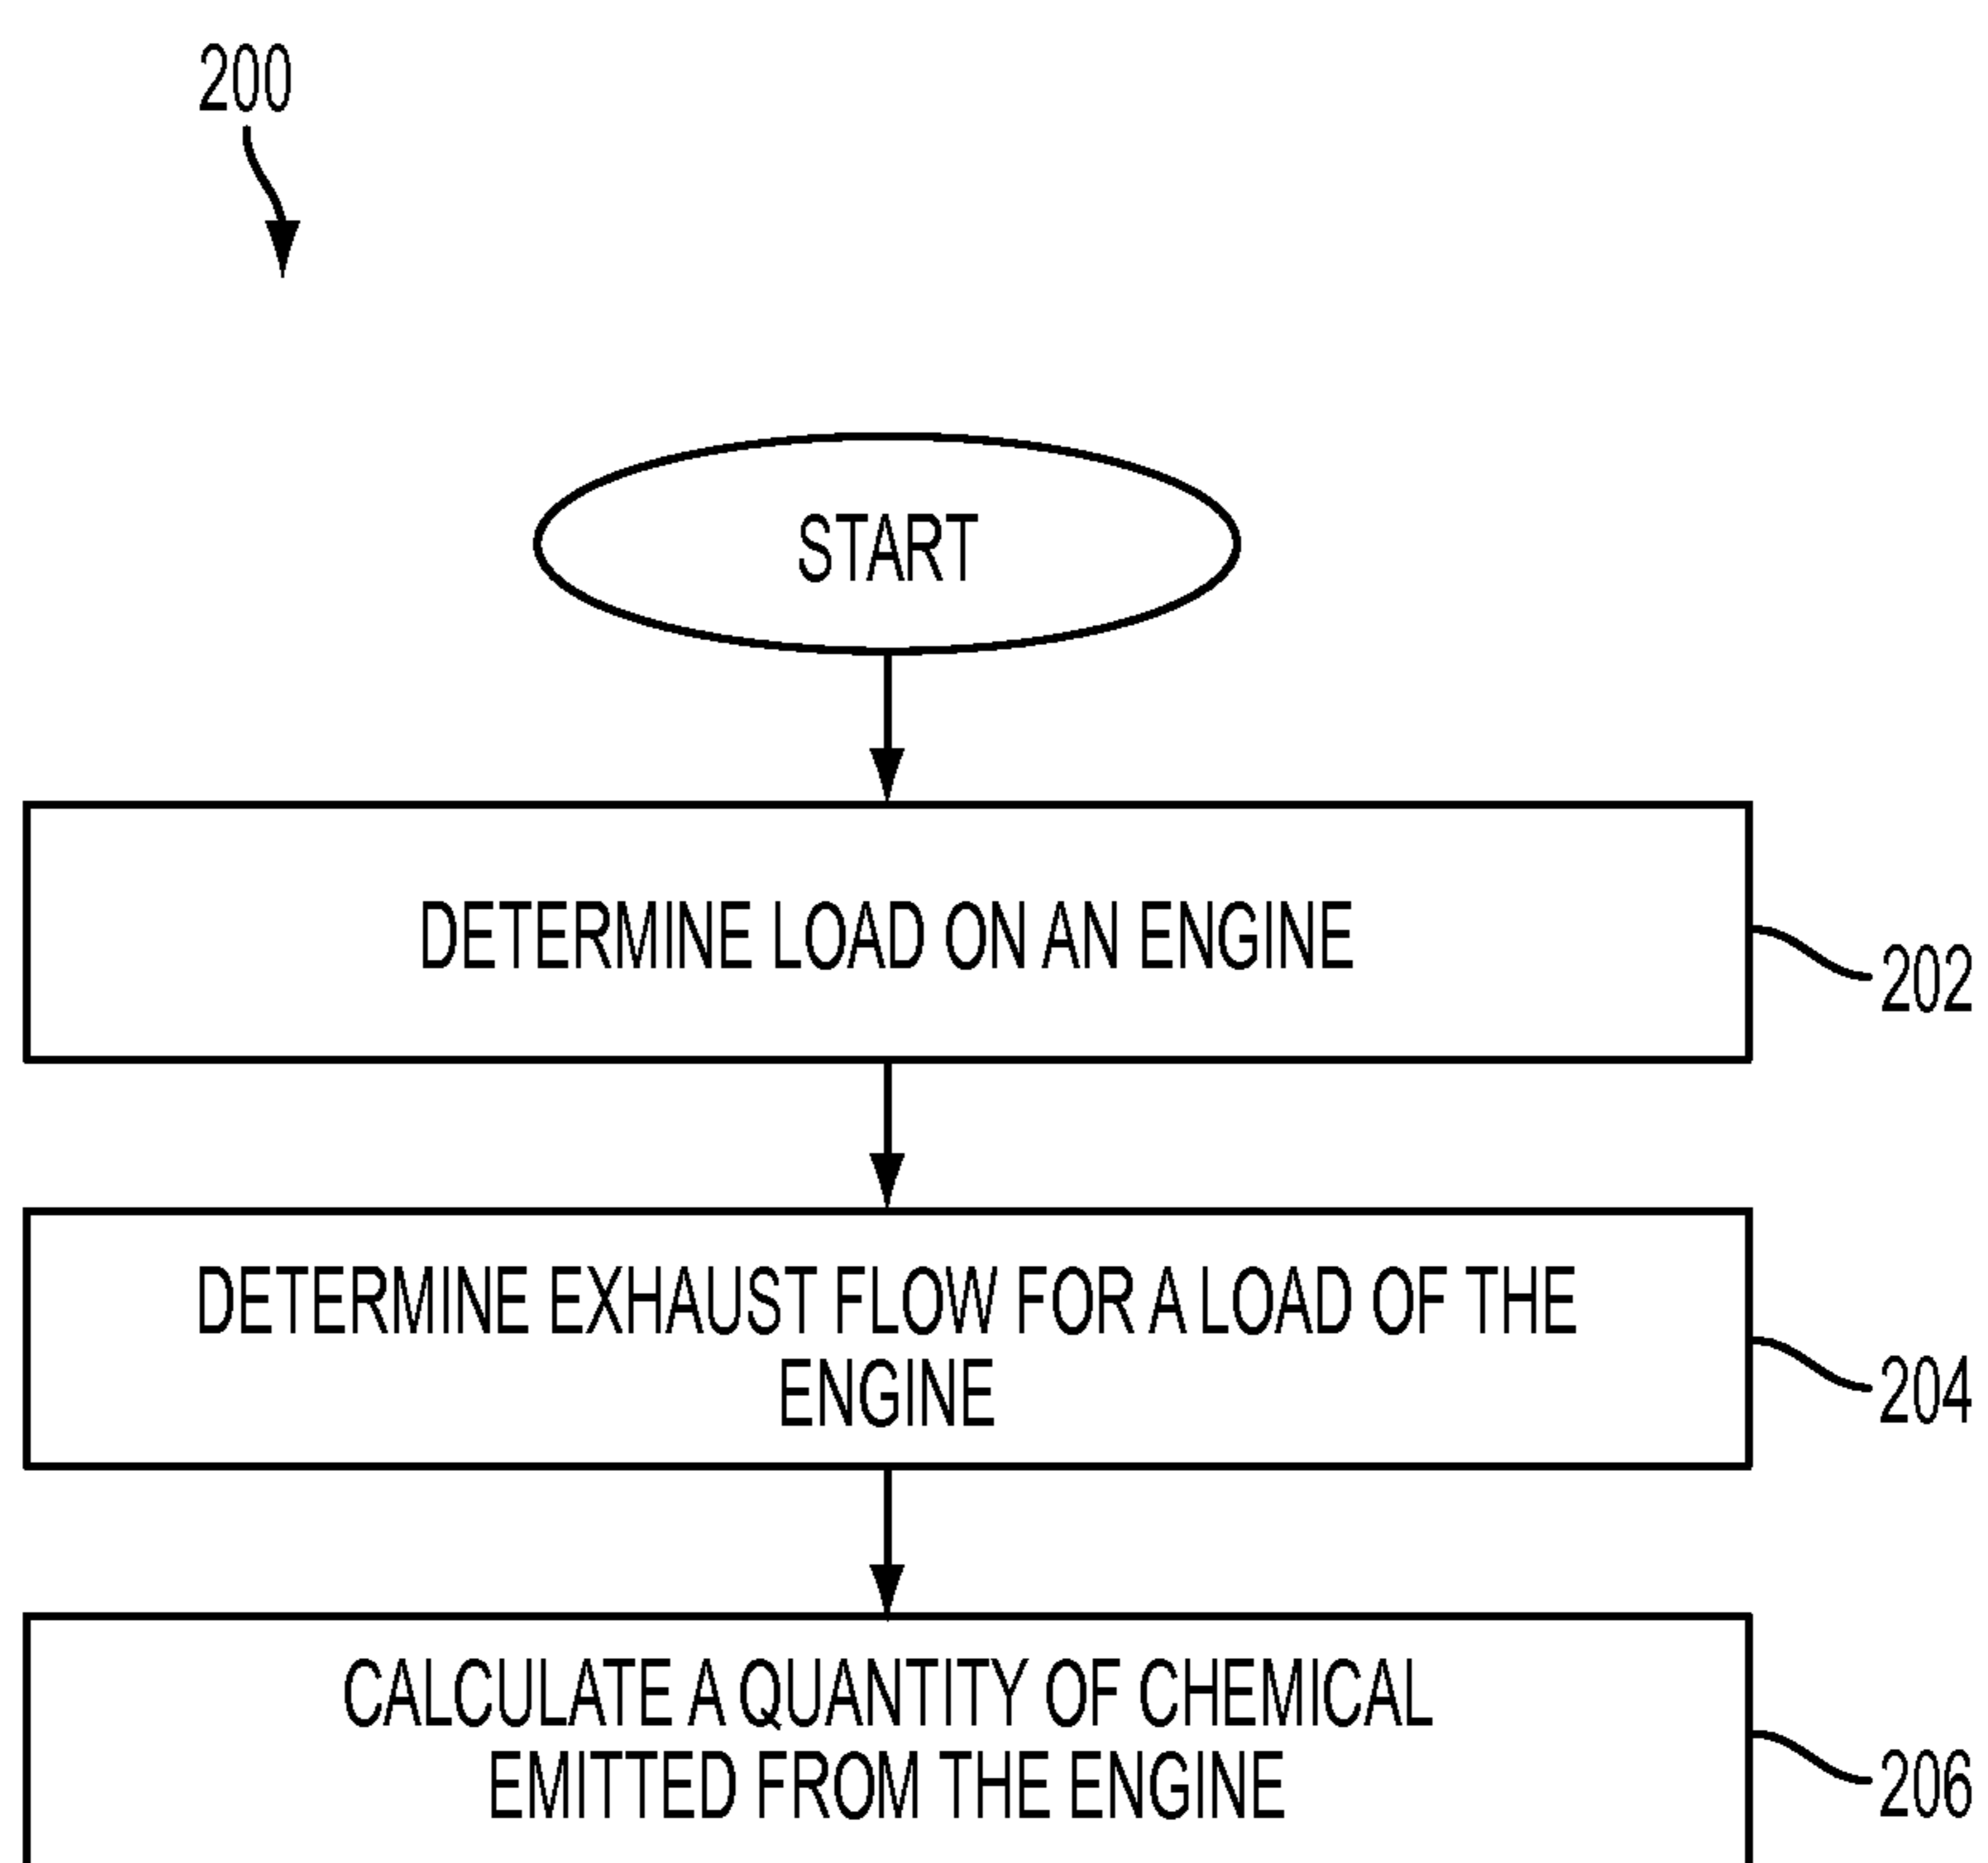 200
START
DETERMINE LOAD ON AN ENGINE
202
DETERMINE EXHAUST FLOW FOR A LOAD OF THE
ENGINE
204
CALCULATE A QUANTITY OF CHEMICAL
EMITTED FROM THE ENGINE
206